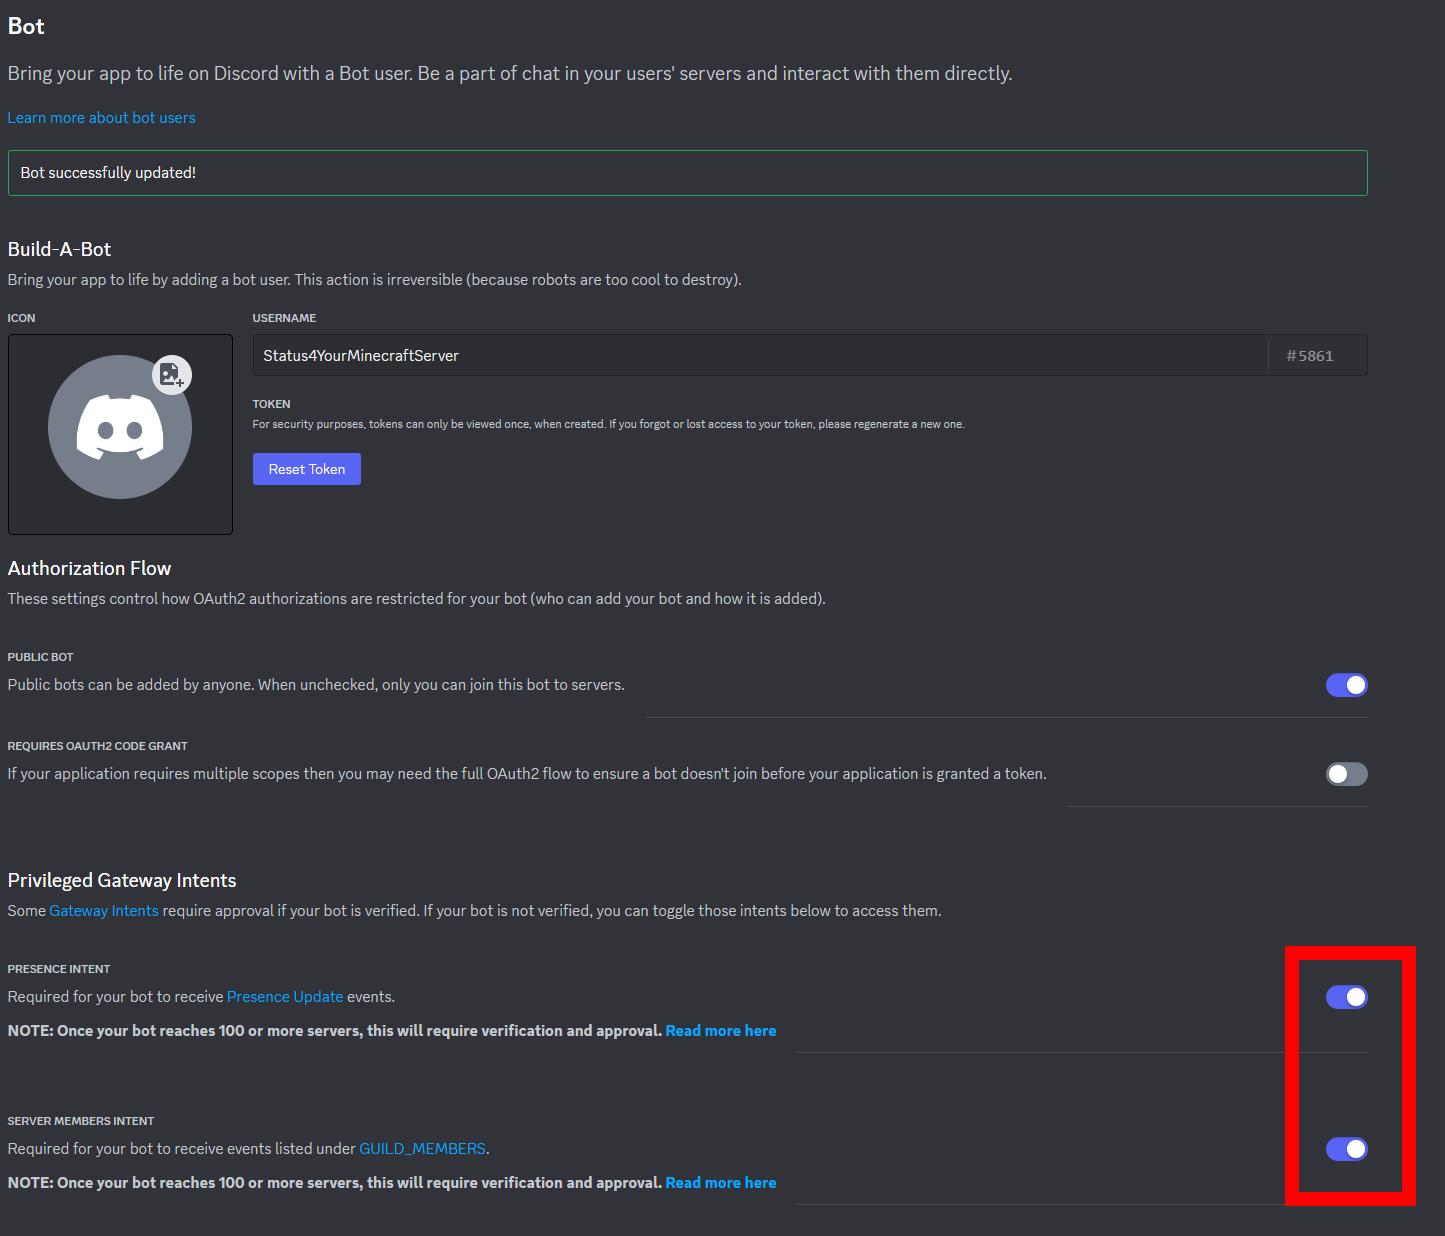 Bot
Bring your app to life on Discord with a Bot user. Be a part of chat in your users' servers and interact with them directly.
Learn more about bot users
Bot successfully updated!
Build-A-Bot
Bring your app to life by adding a bot user. This action is irreversible (because robots are too cool to destroy).
ICON
USERNAME
Status4YourMinecraftServer
#5861
TOKEN
For security purposes, tokens can only be viewed once, when created. If you forgot or lost access to your token, please regenerate a new one.
Reset Token
Authorization Flow
These settings control how OAuth2 authorizations are restricted for your bot (who can add your bot and how it is added).
PUBLIC BOT
Public bots can be added by anyone. When unchecked, only you can join this bot to servers.
REQUIRES OAUTH2 CODE GRANT
If your application requires multiple scopes then you may need the full OAuth2 flow to ensure a bot doesn't join before your application is granted a token.
Privileged Gateway Intents
Some Gateway Intents require approval if your bot is verified. If your bot is not verified, you can toggle those intents below to access them.
PRESENCE INTENT
Required for your bot to receive Presence Update events.
NOTE: Once your bot reaches 100 or more servers, this will require verification and approval. Read more here
SERVER MEMBERS INTENT
Required for your bot to receive events listed under GUILD_MEMBERS.
NOTE: Once your bot reaches 100 or more servers, this will require verification and approval. Read more here